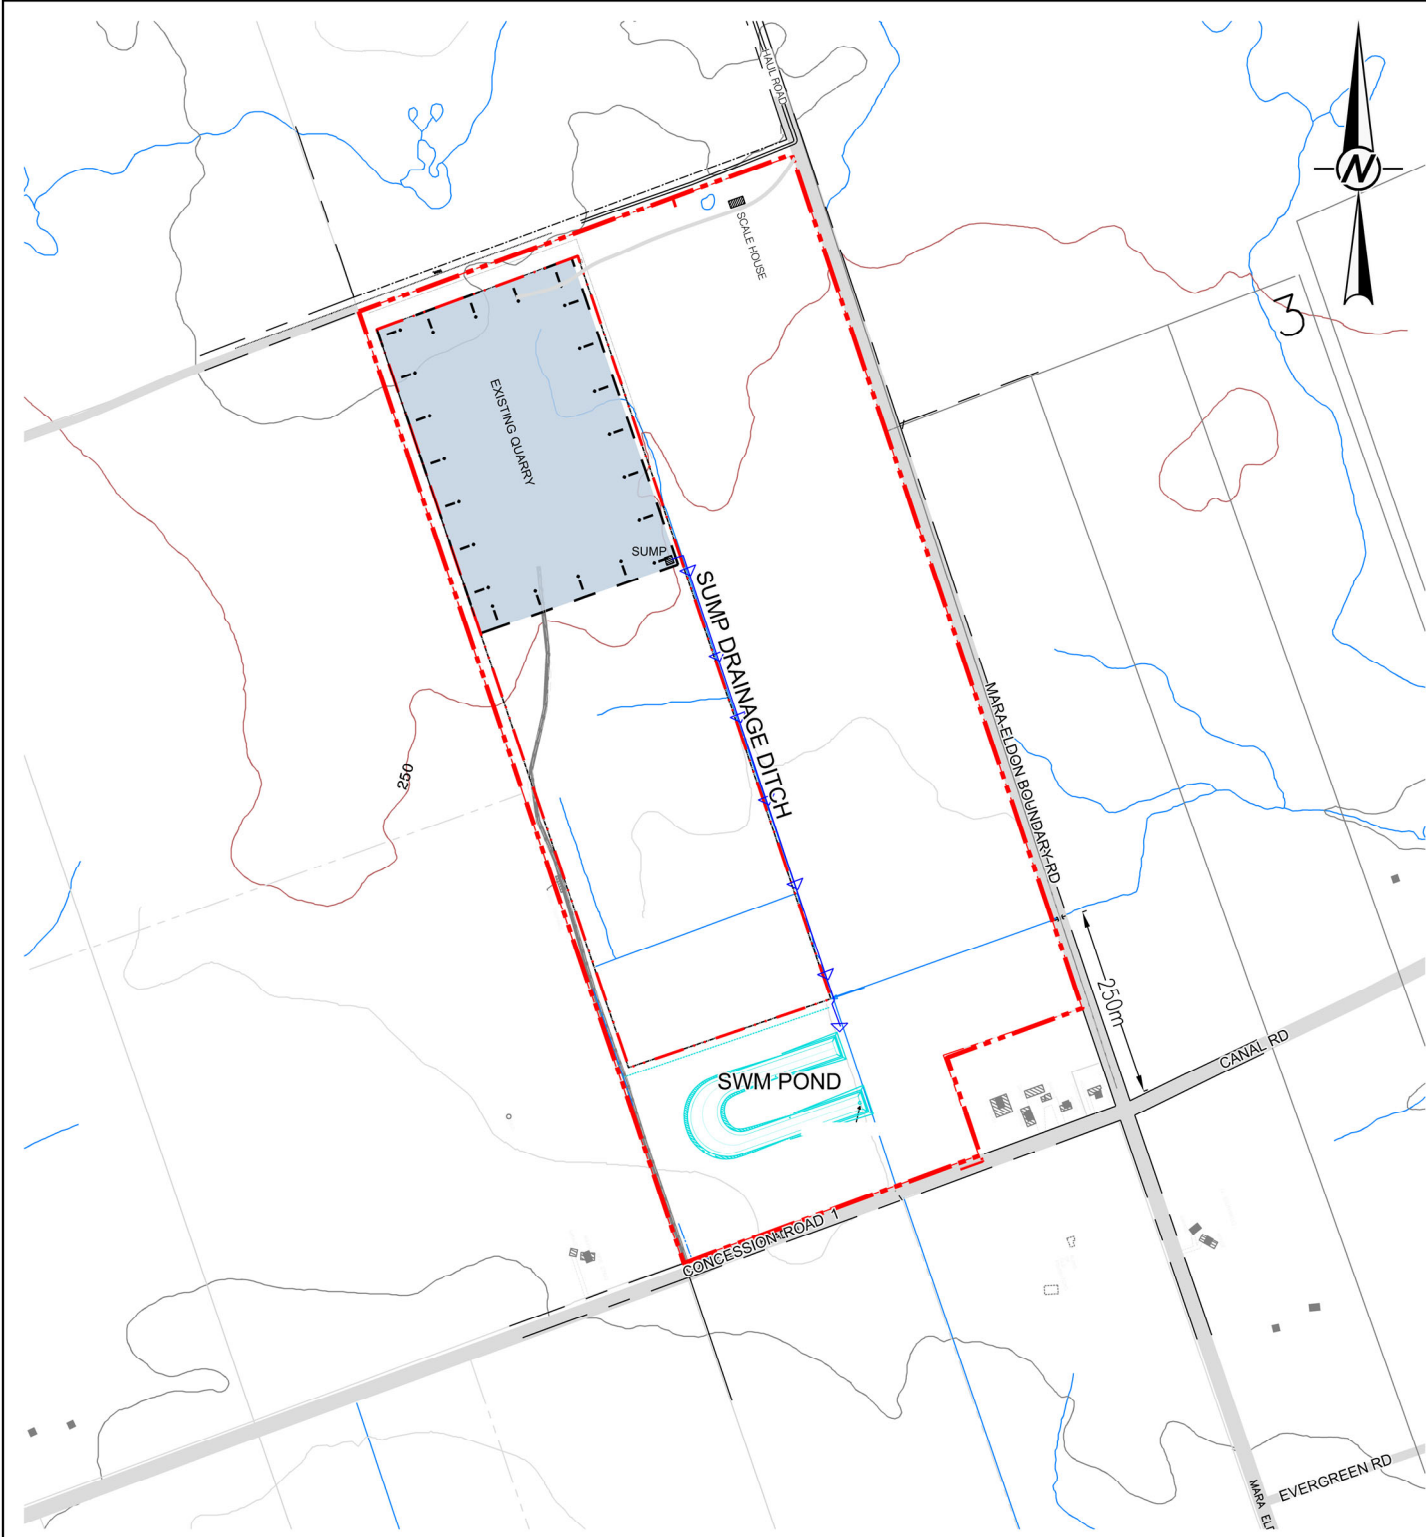 HAUL ROAD
N
SCALE HOUSE
3
EXISTING QUARRY
SUMP
SUMP DRAINAGE DITCH
MARA-ELDON BOUNDARY RD
250
250m
CANAL RD
SWM POND
CONCESSION ROAD 1
EVERGREEN RD
MARA